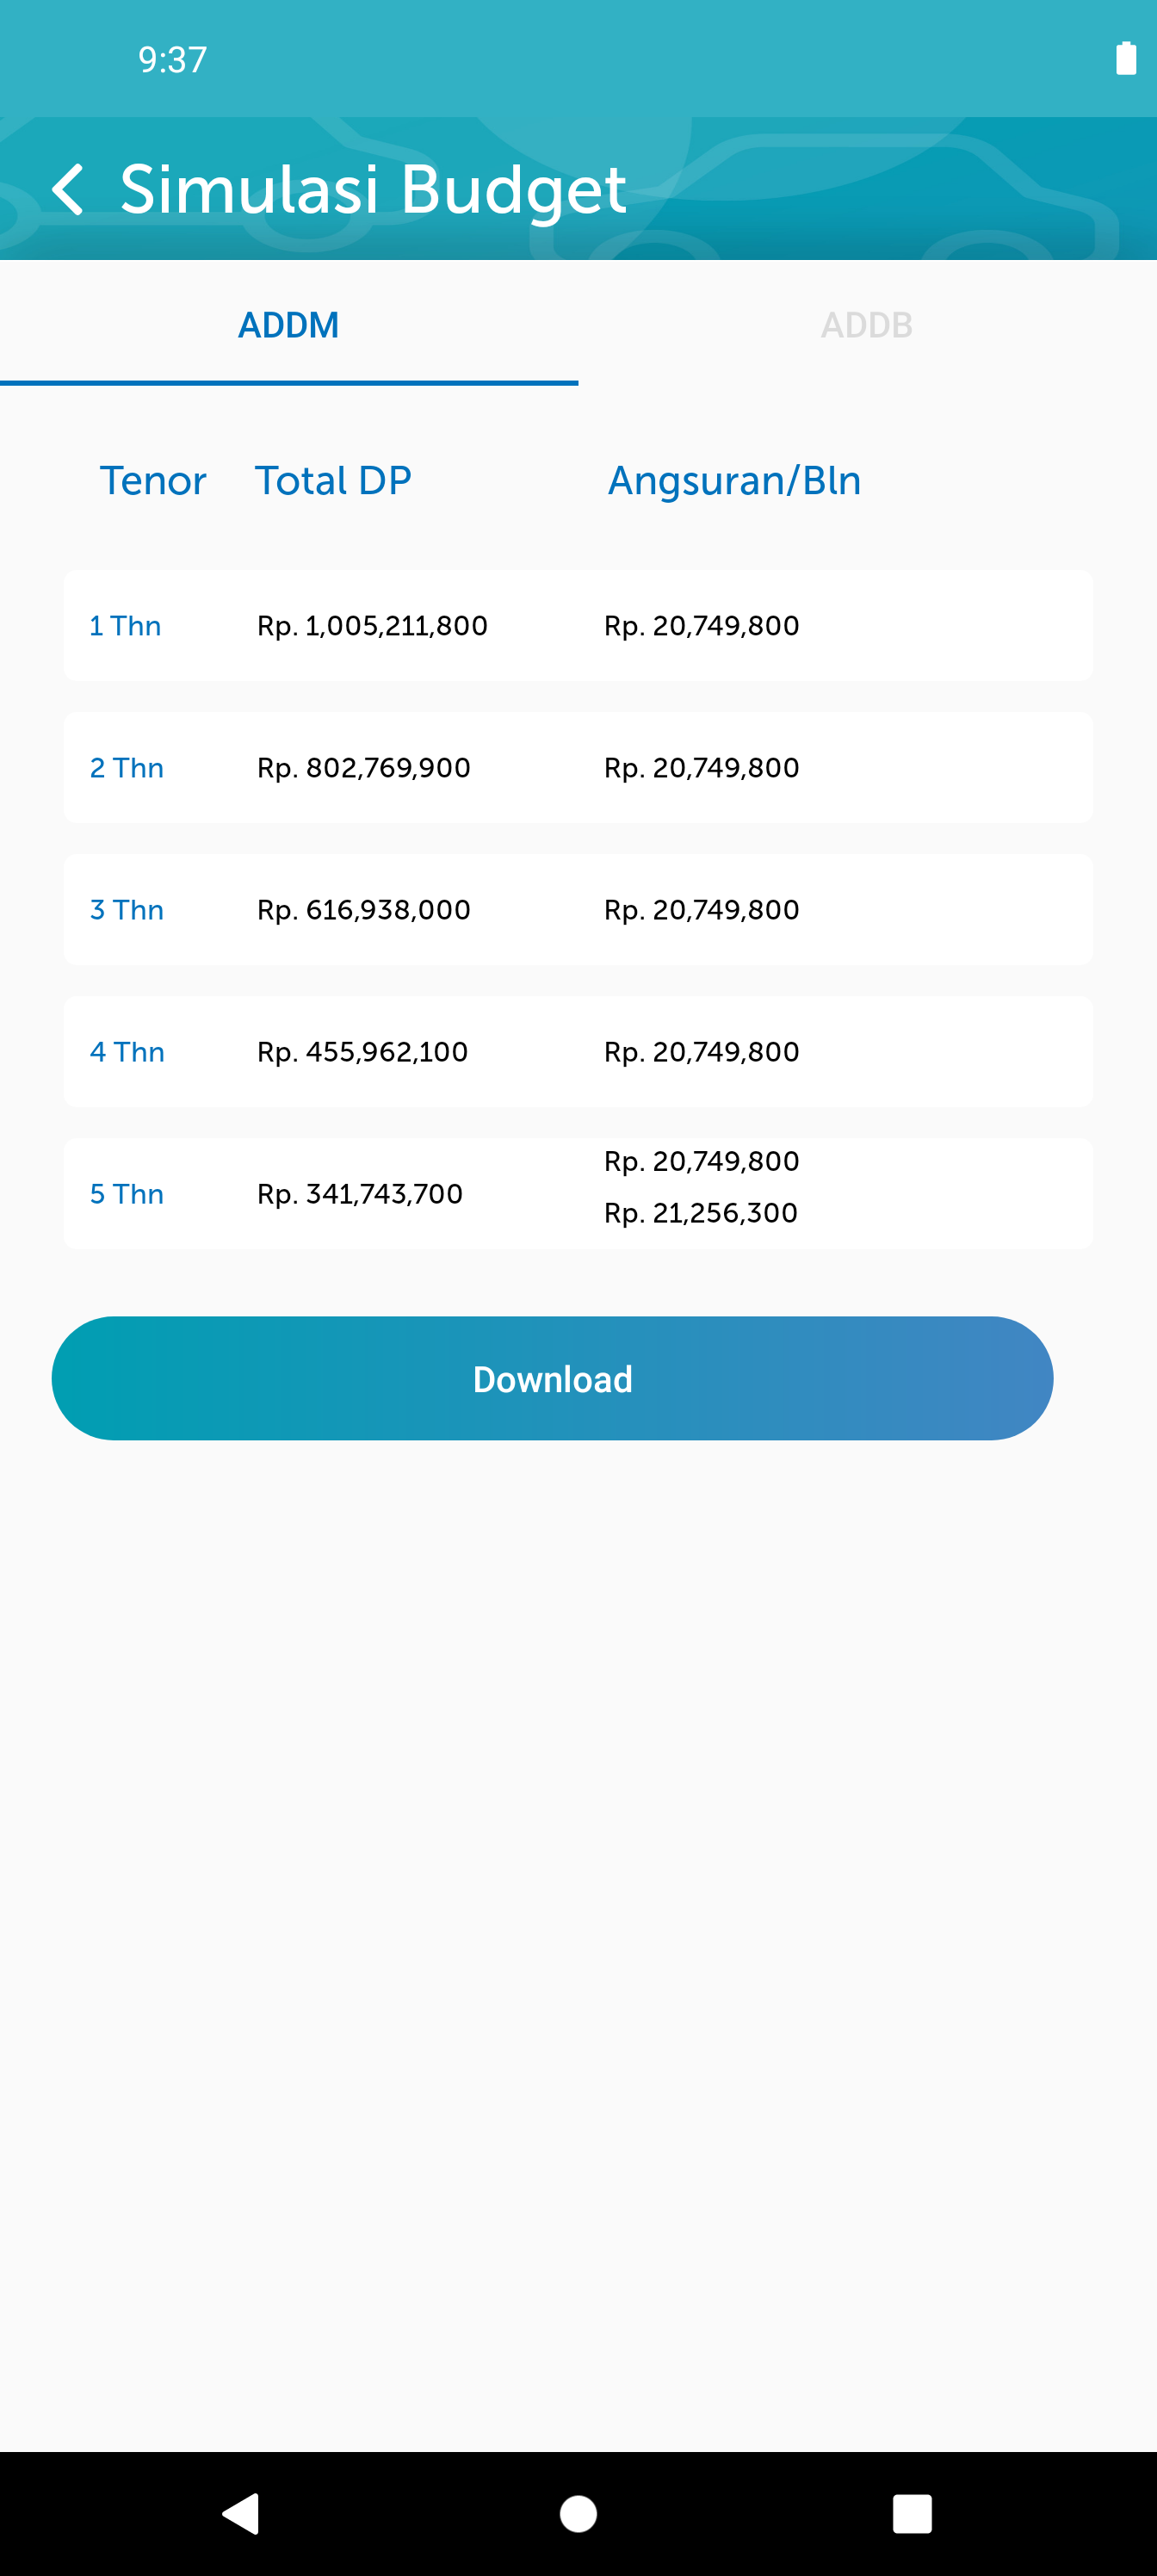 9:37
Simulasi Budget
ADDM ADDB
Tenor Total DP Angsuran/Bln
1 Thn Rp. 1,005,211,800 Rp. 20,749,800
2 Thn Rp. 802,769,900 Rp. 20,749,800
3 Thn Rp. 616,938,000 Rp. 20,749,800
4 Thn Rp. 455,962,100 Rp. 20,749,800
5 Thn Rp. 341,743,700 Rp. 20,749,800
Rp. 21,256,300
Download